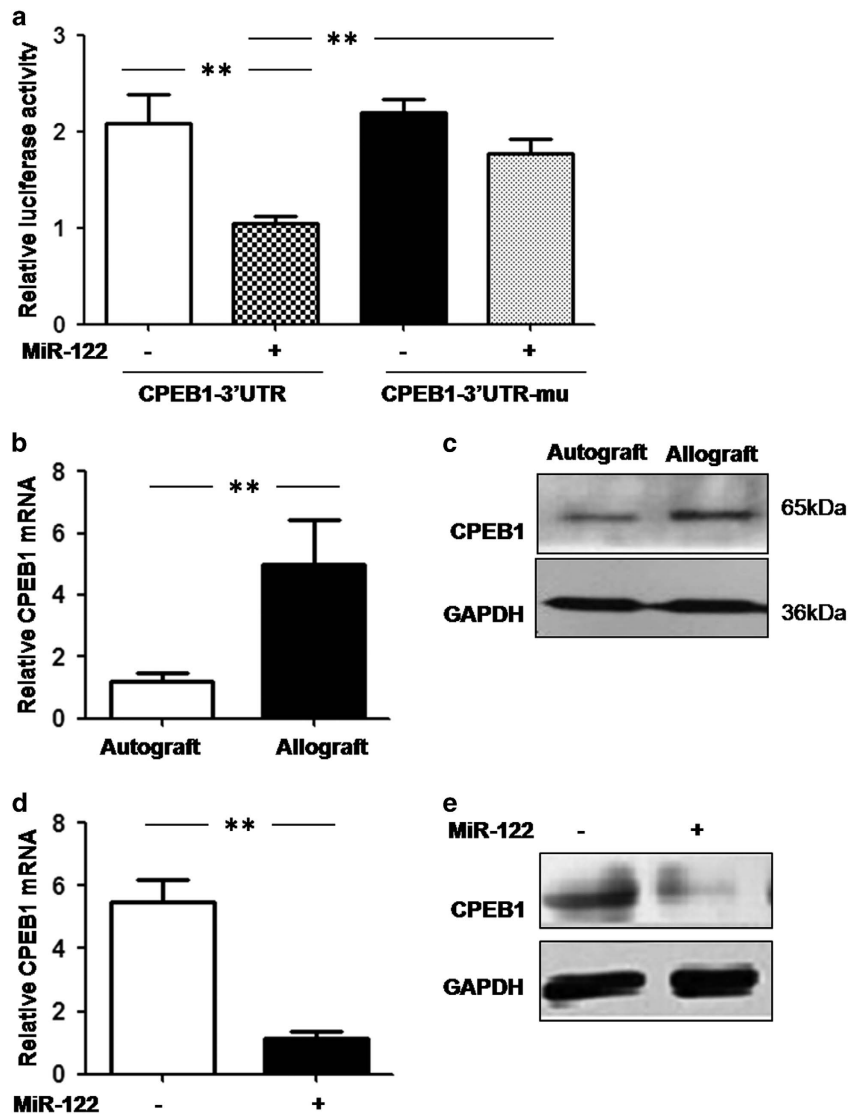 a
Relative luciferase activity
3
2
1
0
**
**
MiR-122 - + - +
CPEB1-3'UTR CPEB1-3'UTR-mu
b
Relative CPEB1 mRNA
8
6
4
2
0
**
Autograft Allograft
c
Autograft Allograft
CPEB1 65kDa
GAPDH 36kDa
d
Relative CPEB1 mRNA
8
6
4
2
0
**
MiR-122 - +
e
MiR-122 - +
CPEB1
GAPDH